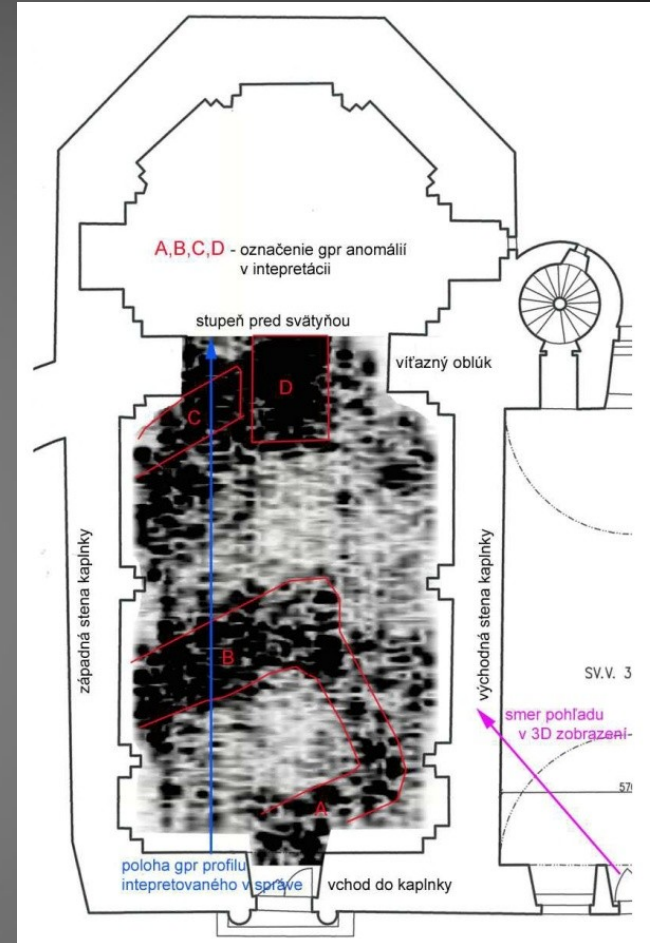 A,B,C,D - označenie gpr anomálií
v intepretácii
stupeň pred svätyňou
víťazný oblúk
D
C
západná stena kaplnky
východná stena kaplnky
B
SV.V. 3
smer pohľadu
v 3D zobrazení
570
A
poloha gpr profilu
intepretovaného v správe
vchod do kaplnky